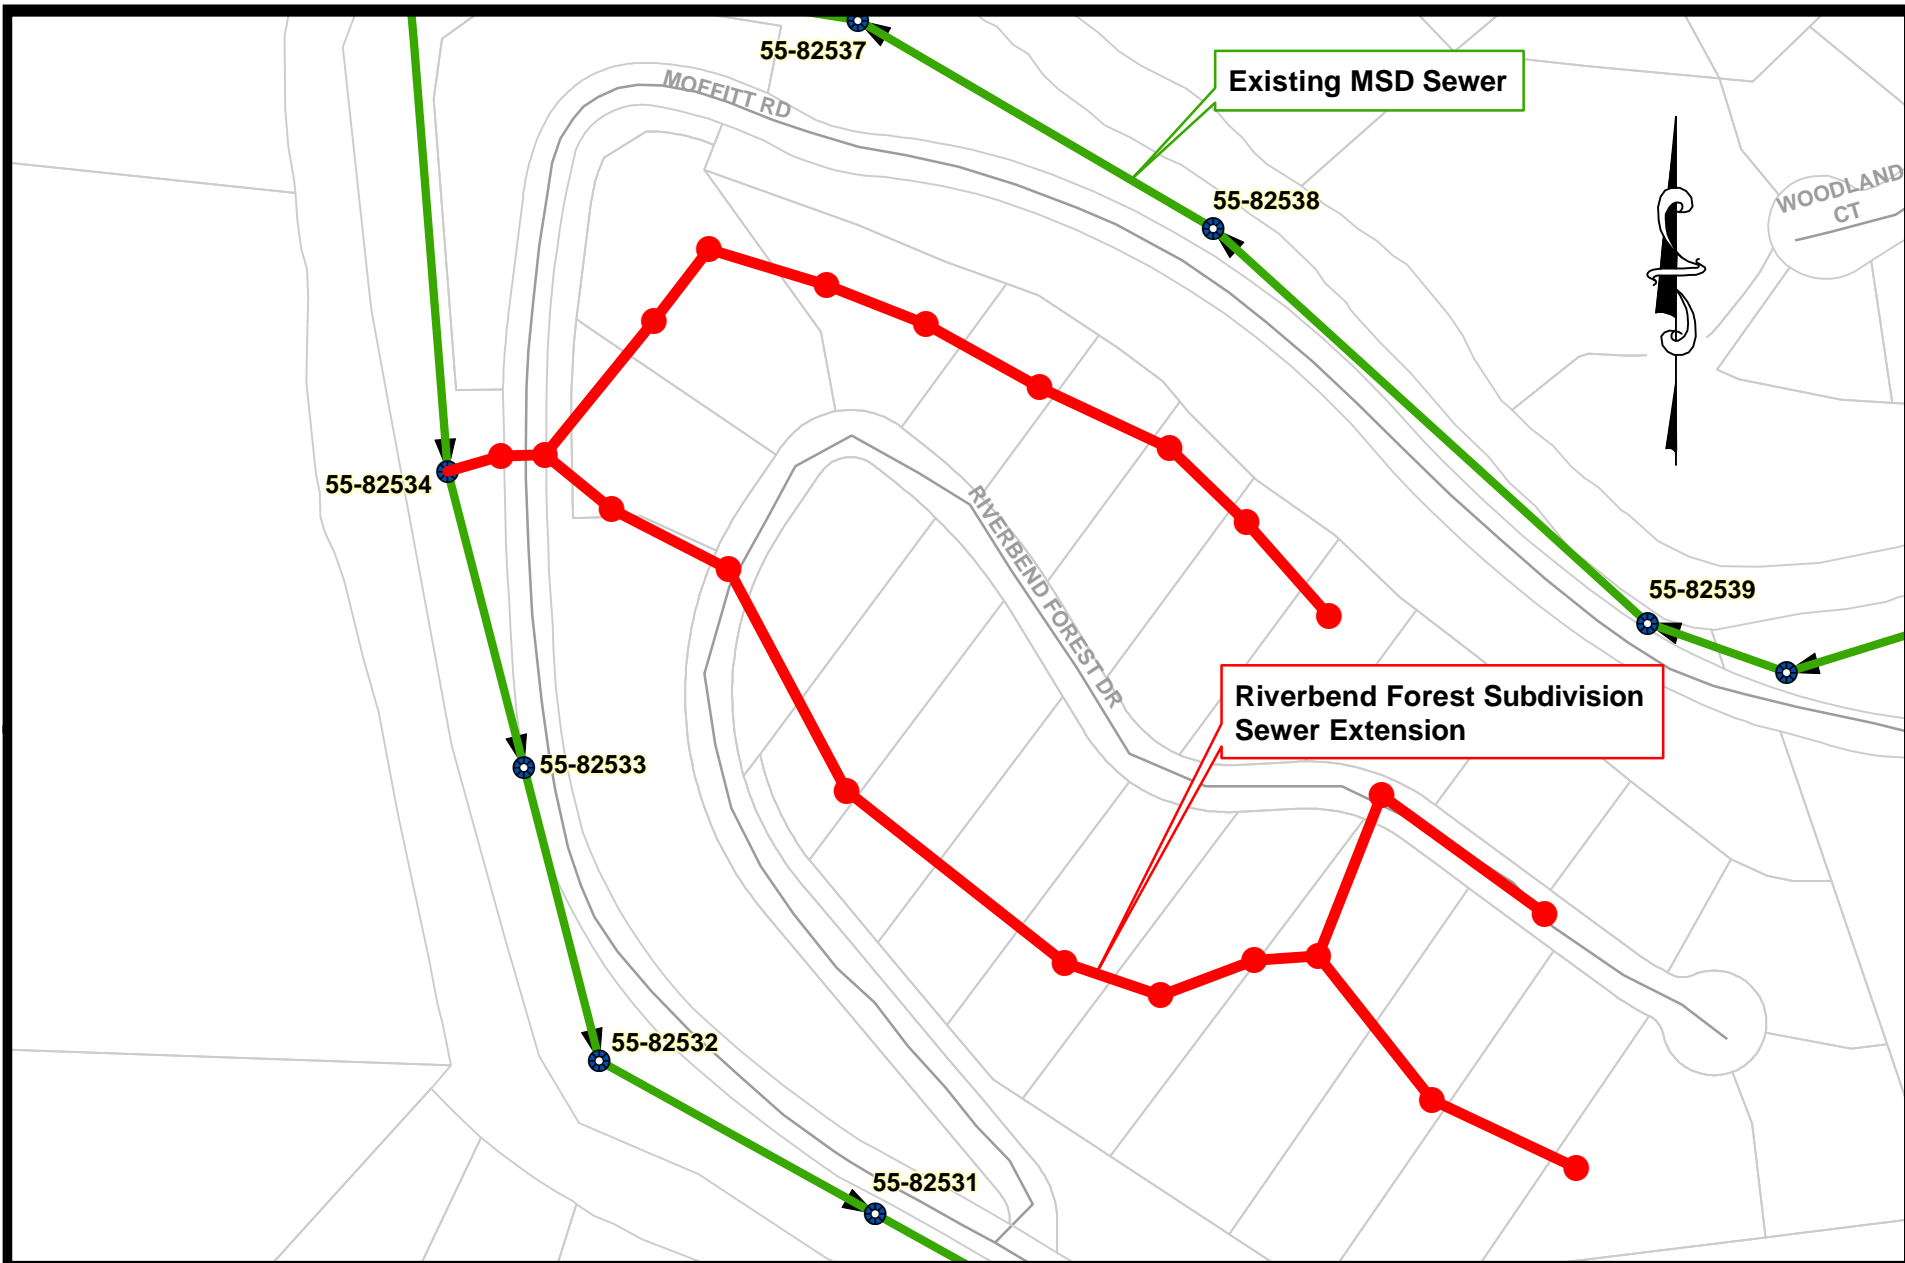 55-82537
MOFFITT RD
Existing MSD Sewer
55-82538
WOODLAND
CT
55-82534
RIVERBEND FOREST DR
55-82539
Riverbend Forest Subdivision
Sewer Extension
55-82533
55-82532
55-82531